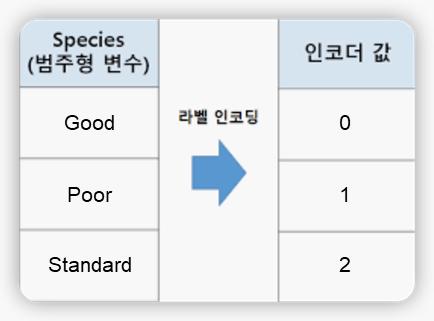 Species
(범주형 변수)
인코더 값
라벨 인코딩
Good
0
Poor
1
Standard
2